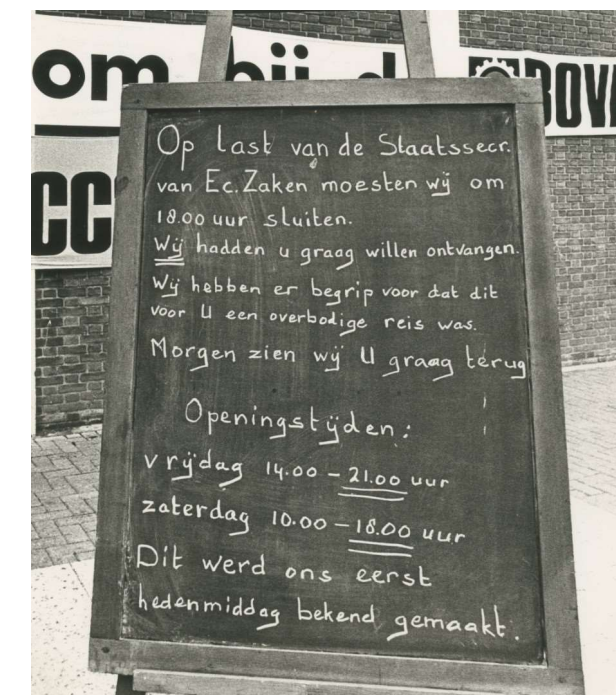 om bij d
BOV
CC
Op last van de Staatssecr.
van Ec. Zaken moesten wij om
18.00 uur sluiten.
Wij hadden u graag willen ontvangen.
Wij hebben er begrip voor dat dit
voor U een overbodige reis was.
Morgen zien wij U graag terug
Openingstijden:
vrijdag 14.00 - 21.00 uur
zaterdag 10.00 - 18.00 uur
Dit werd ons eerst
hedenmiddag bekend gemaakt.